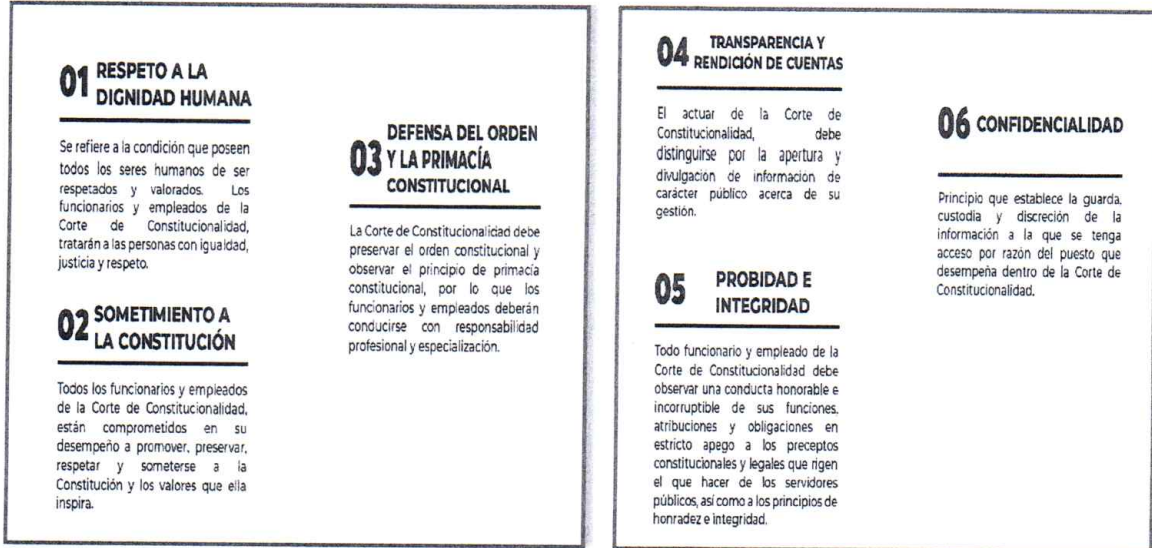 01 RESPETO A LA
DIGNIDAD HUMANA
Se refiere a la condición que poseen
todos los seres humanos de ser
respetados y valorados. Los
funcionarios y empleados de la
Corte de Constitucionalidad,
tratarán a las personas con igualdad,
justicia y respeto.
02 SOMETIMIENTO A
LA CONSTITUCIÓN
Todos los funcionarios y empleados
de la Corte de Constitucionalidad,
están comprometidos en su
desempeño a promover, preservar,
respetar y someterse a la
Constitución y los valores que ella
inspira.
DEFENSA DEL ORDEN
03 Y LA PRIMACÍA
CONSTITUCIONAL
La Corte de Constitucionalidad debe
preservar el orden constitucional y
observar el principio de primacía
constitucional, por lo que los
funcionarios y empleados deberán
conducirse con responsabilidad
profesional y especialización.
04 TRANSPARENCIA Y
RENDICIÓN DE CUENTAS
El actuar de la Corte de
Constitucionalidad, debe
distinguirse por la apertura y
divulgación de información de
carácter público acerca de su
gestión.
05 PROBIDAD E
INTEGRIDAD
Todo funcionario y empleado de la
Corte de Constitucionalidad debe
observar una conducta honorable e
incorruptible de sus funciones,
atribuciones y obligaciones en
estricto apego a los preceptos
constitucionales y legales que rigen
el que hacer de los servidores
públicos, así como a los principios de
honradez e integridad.
06 CONFIDENCIALIDAD
Principio que establece la guarda,
custodia y discreción de la
información a la que se tenga
acceso por razón del puesto que
desempeña dentro de la Corte de
Constitucionalidad.